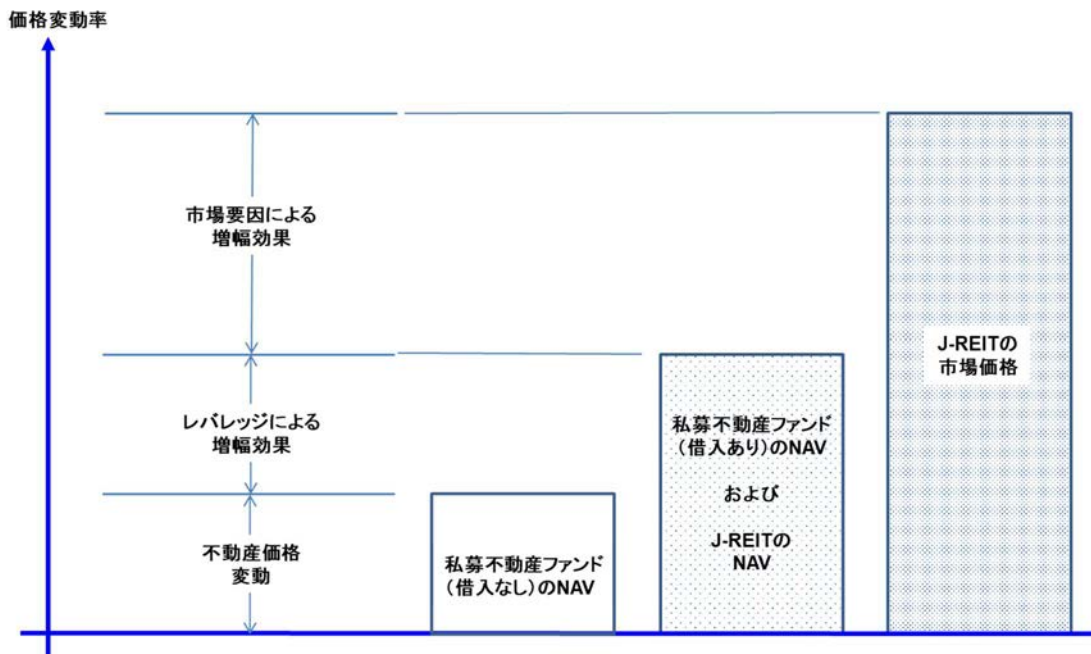 価格変動率
市場要因による
増幅効果
レバレッジによる
増幅効果
不動産価格
変動
私募不動産ファンド
（借入なし）のNAV
私募不動産ファンド
（借入あり）のNAV
および
J-REITの
NAV
J-REITの
市場価格